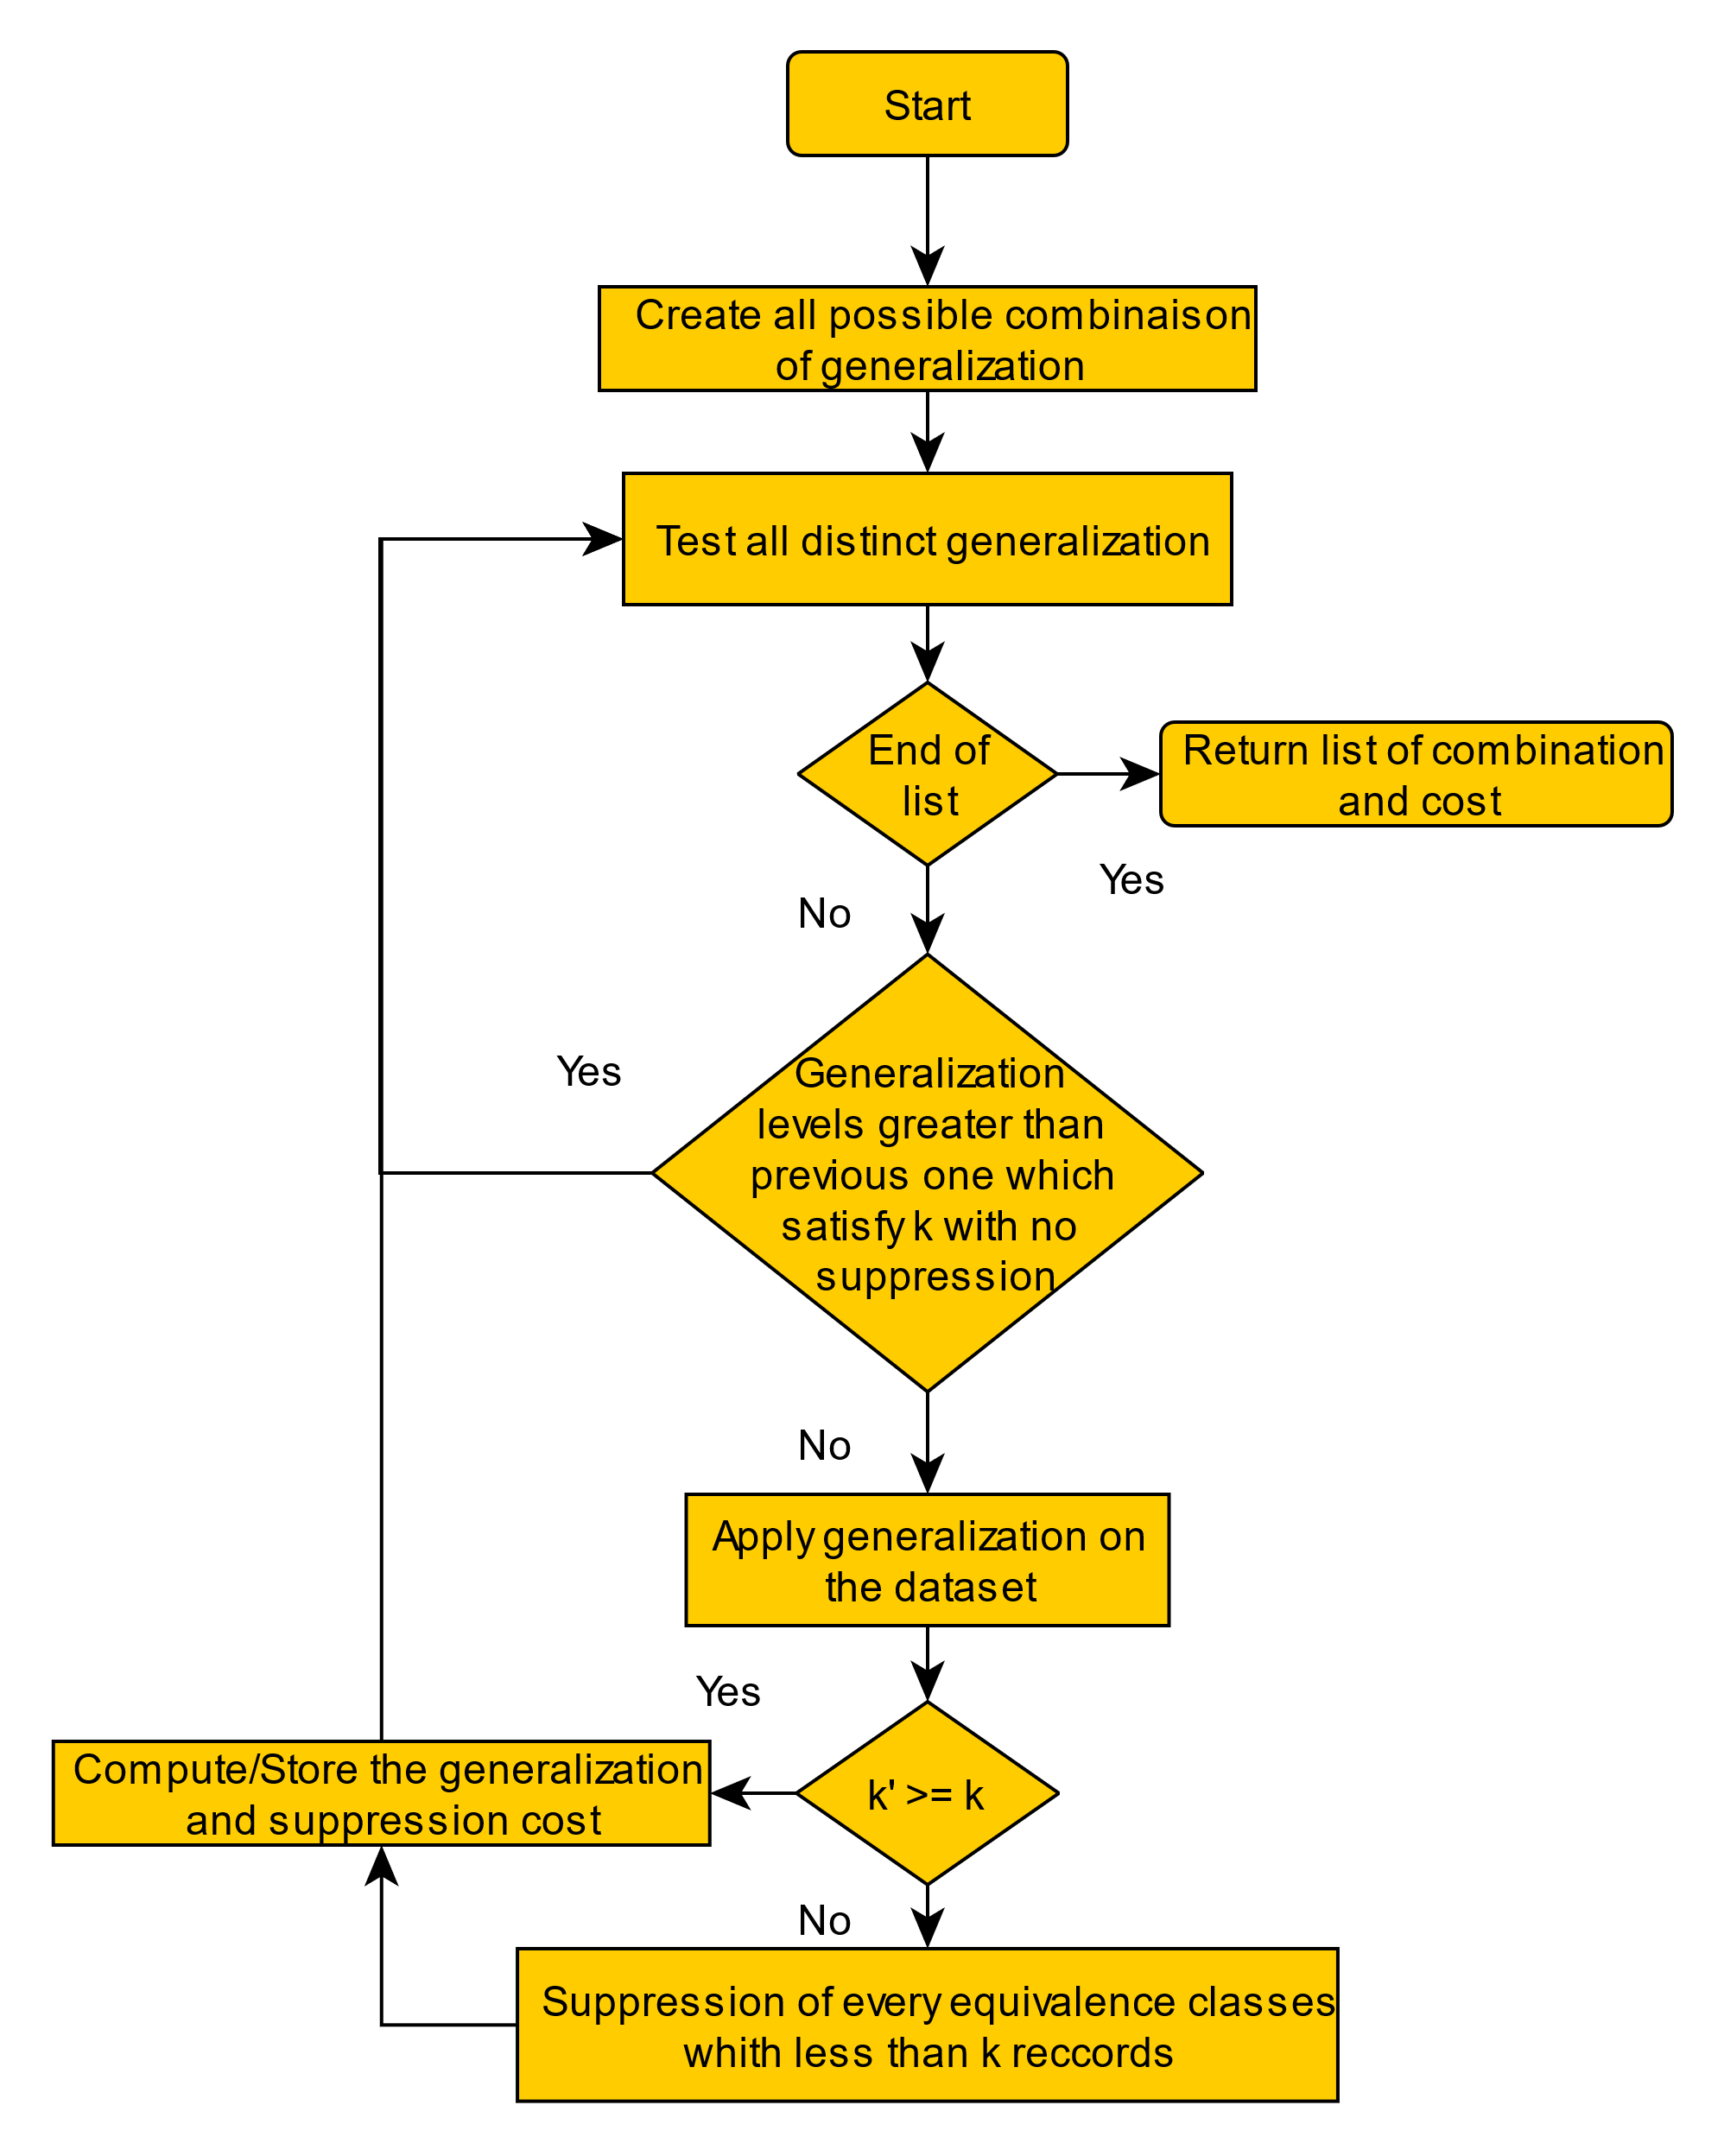 Start
Create all possible combinaison
of generalization
Test all distinct generalization
End of
list
Return list of combination
and cost
Yes
No
Yes
Generalization
levels greater than
previous one which
satisfy k with no
suppression
No
Apply generalization on
the dataset
Yes
Compute/Store the generalization
and suppression cost
k' >= k
No
Suppression of every equivalence classes
whith less than k reccords